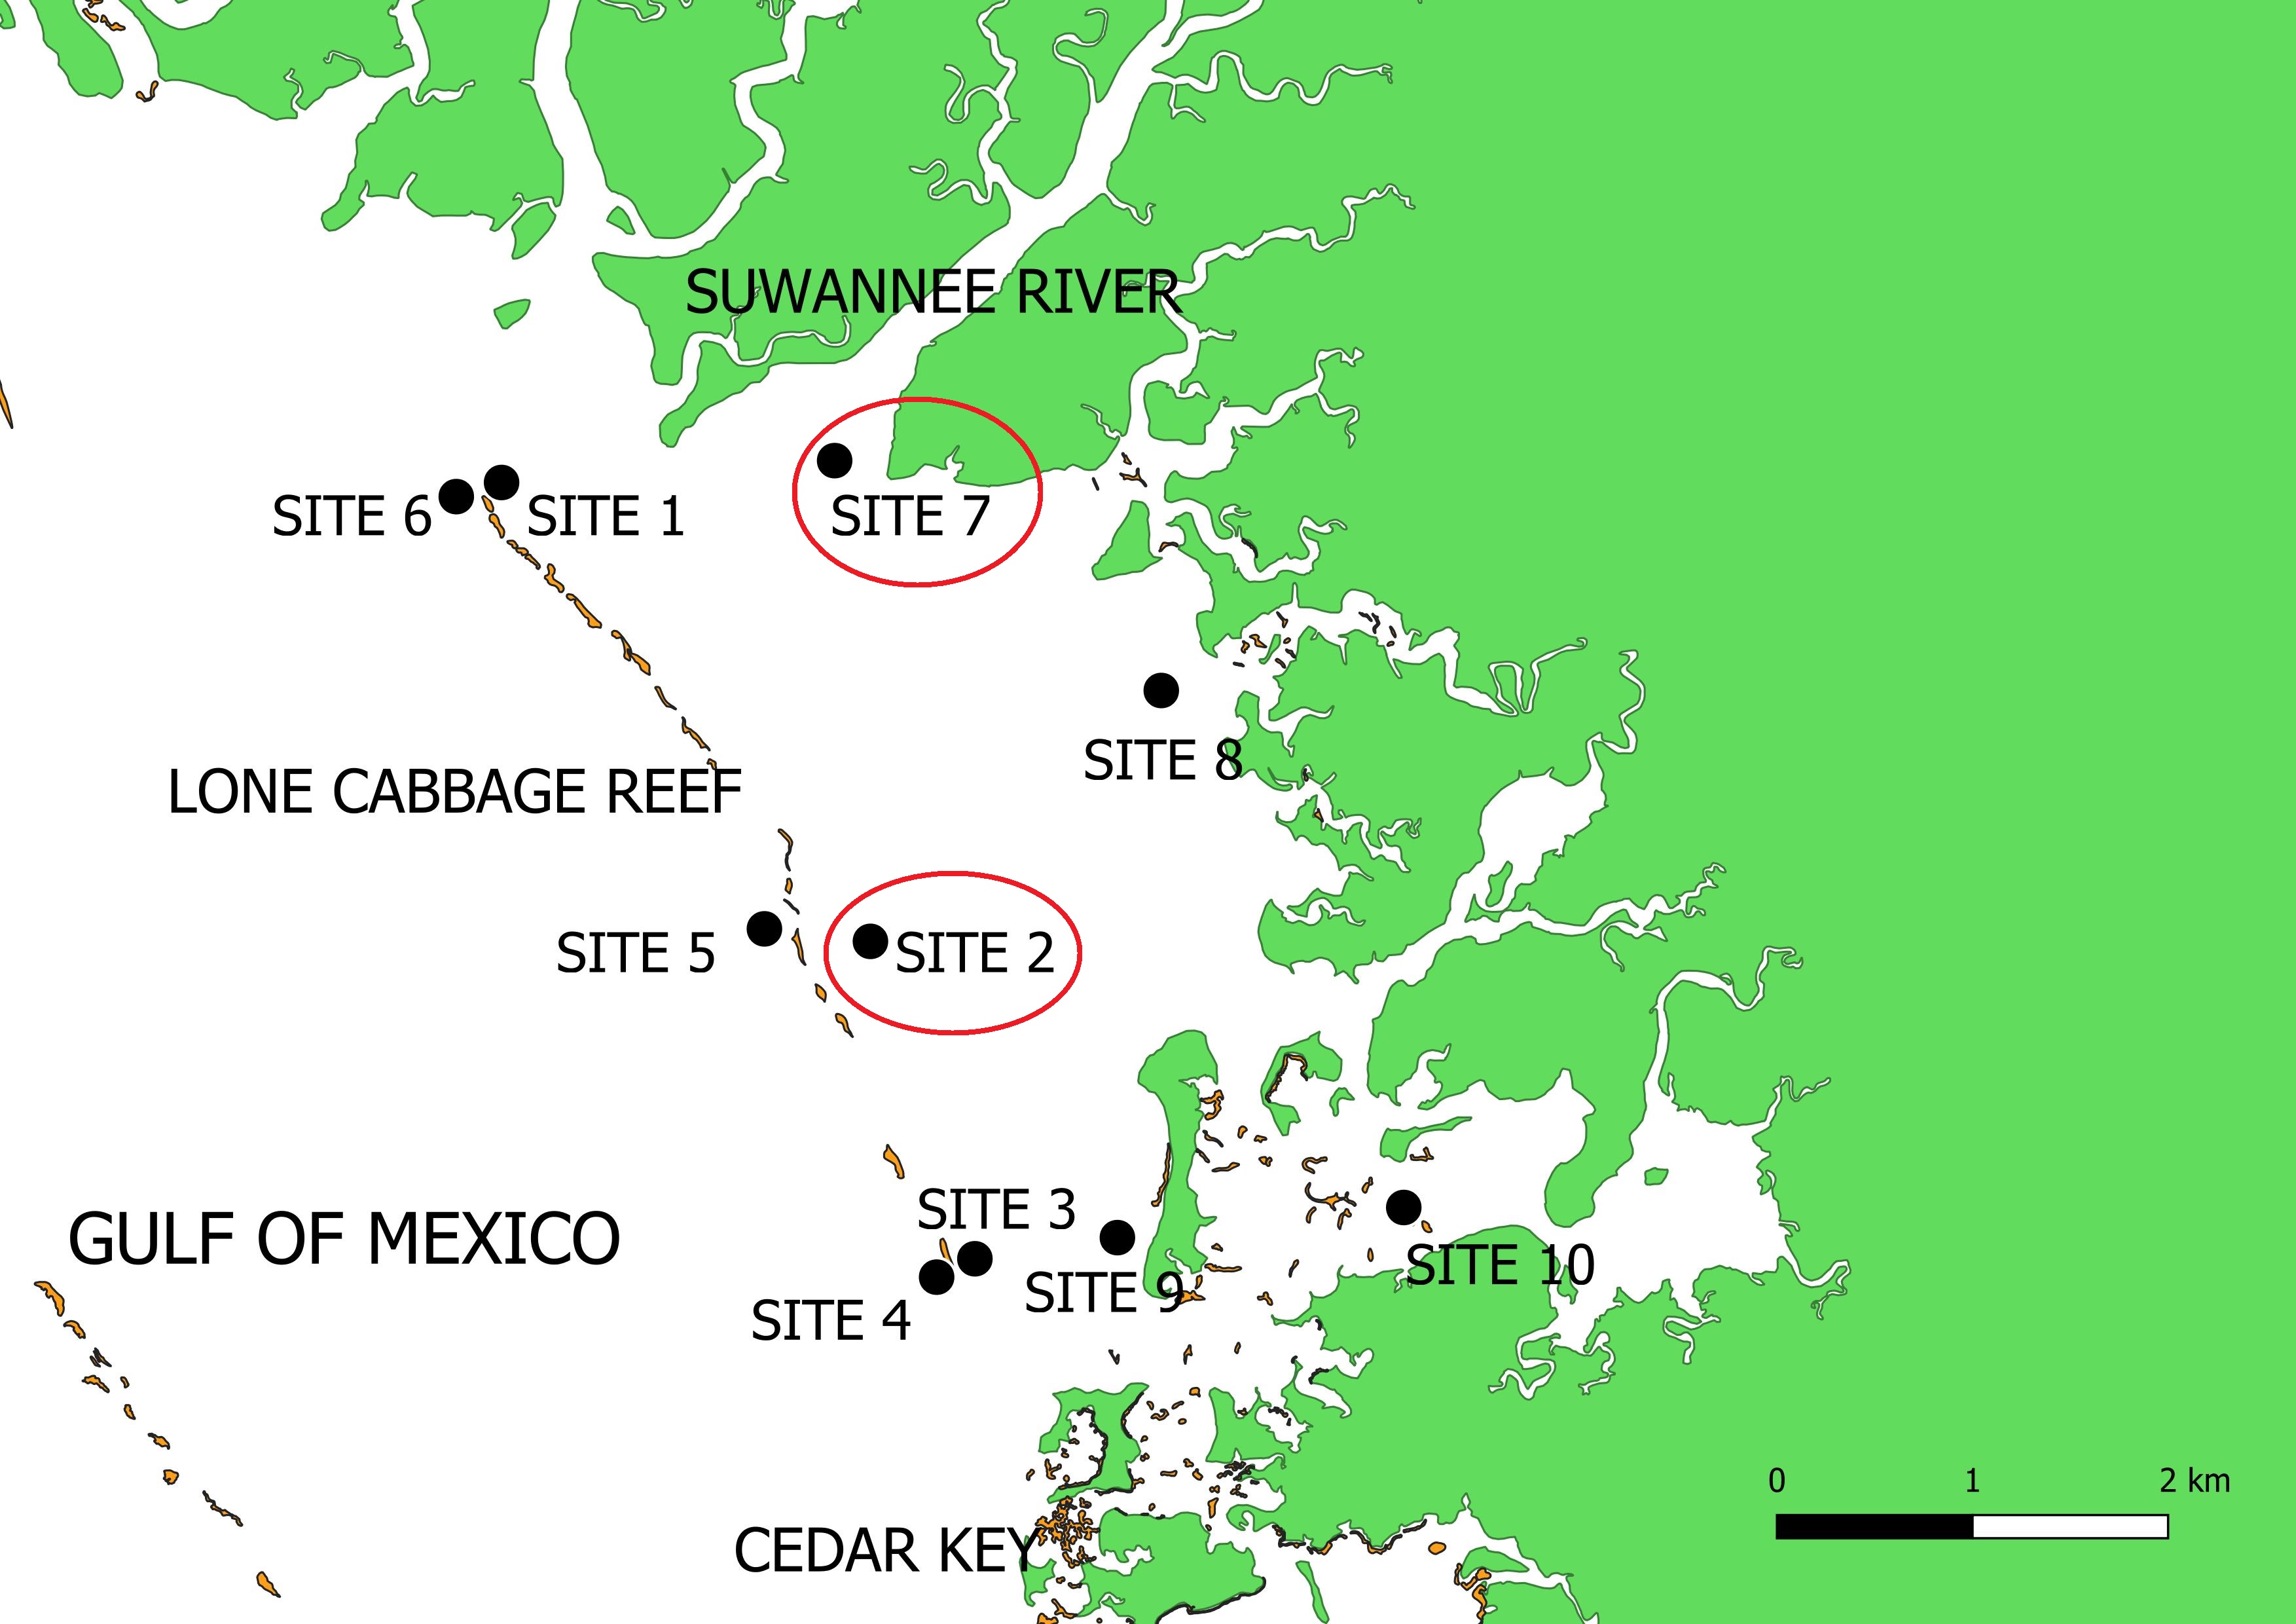 SUWANNEE RIVER
SITE 6
SITE 1
SITE 7
SITE 8
LONE CABBAGE REEF
SITE 5
SITE 2
SITE 3
GULF OF MEXICO
SITE 10
SITE 9
SITE 4
0 1 2 km
CEDAR KEY